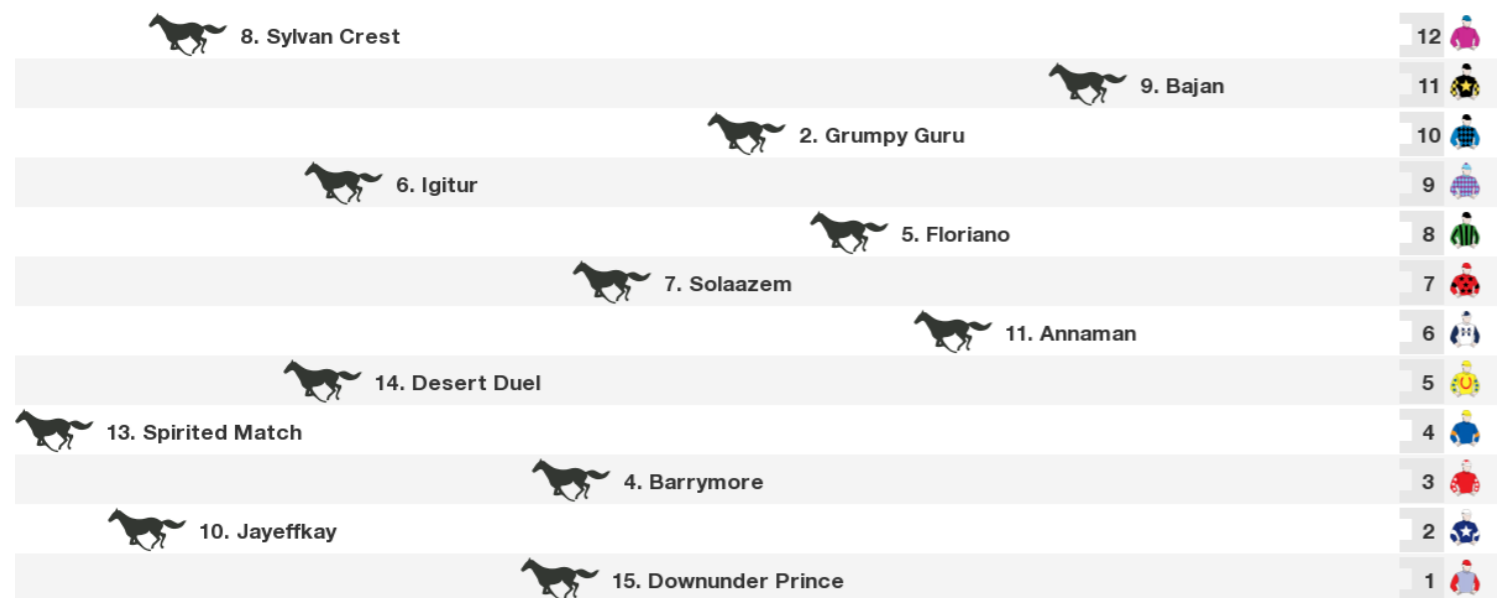 8. Sylvan Crest 12
9. Bajan 11
2. Grumpy Guru 10
6. Igitur 9
5. Floriano 8
7. Solaazem 7
11. Annaman 6
14. Desert Duel 5
13. Spirited Match 4
4. Barrymore 3
10. Jayeffkay 2
15. Downunder Prince 1